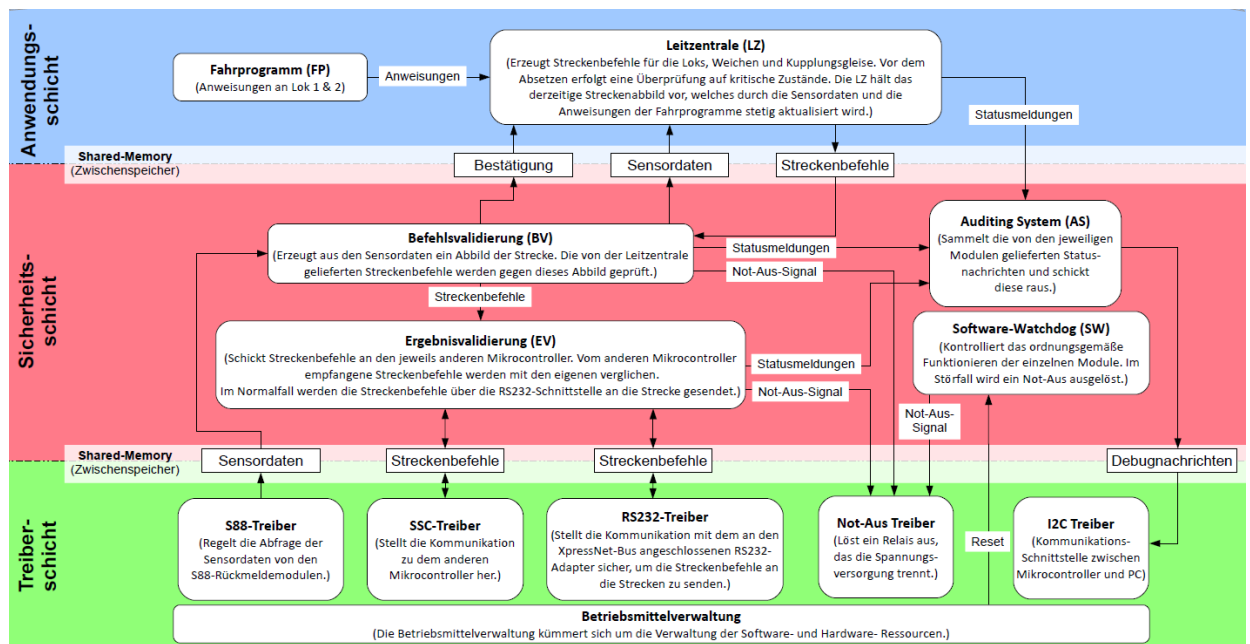 Anwendungs-
schicht
Fahrprogramm (FP)
(Anweisungen an Lok 1 & 2)
Anweisungen
Leitzentrale (LZ)
(Erzeugt Streckenbefehle für die Loks, Weichen und Kupplungsgleise. Vor dem
Absetzen erfolgt eine Überprüfung auf kritische Zustände. Die LZ hält das
derzeitige Streckenabbild vor, welches durch die Sensordaten und die
Anweisungen der Fahrprogramme stetig aktualisiert wird.)
Statusmeldungen
Shared-Memory
(Zwischenspeicher)
Bestätigung
Sensordaten
Streckenbefehle
Sicherheits-
schicht
Befehlsvalidierung (BV)
(Erzeugt aus den Sensordaten ein Abbild der Strecke. Die von der Leitzentrale
gelieferten Streckenbefehle werden gegen dieses Abbild geprüft.)
Statusmeldungen
Not-Aus-Signal
Auditing System (AS)
(Sammelt die von den jeweiligen
Modulen gelieferten Status-
nachrichten und schickt
diese raus.)
Streckenbefehle
Ergebnisvalidierung (EV)
(Schickt Streckenbefehle an den jeweils anderen Mikrocontroller. Vom anderen Mikrocontroller
empfangene Streckenbefehle werden mit den eigenen verglichen.
Im Normalfall werden die Streckenbefehle über die RS232-Schnittstelle an die Strecke gesendet.)
Statusmeldungen
Not-Aus-Signal
Software-Watchdog (SW)
(Kontrolliert das ordnungsgemäße
Funktionieren der einzelnen Module. Im
Störfall wird ein Not-Aus ausgelöst.)
Not-Aus-
Signal
Shared-Memory
(Zwischenspeicher)
Sensordaten
Streckenbefehle
Streckenbefehle
Debugnachrichten
Treiber-
schicht
S88-Treiber
(Regelt die Abfrage der
Sensordaten von den
S88-Rückmeldemodulen.)
SSC-Treiber
(Stellt die Kommunikation
zu dem anderen
Mikrocontroller her.)
RS232-Treiber
(Stellt die Kommunikation mit dem an den
XpressNet-Bus angeschlossenen RS232-
Adapter sicher, um die Streckenbefehle an
die Strecken zu senden.)
Not-Aus Treiber
(Löst ein Relais aus,
das die Spannungs-
versorgung trennt.)
Reset
I2C Treiber
(Kommunikations-
Schnittstelle zwischen
Mikrocontroller und PC)
Betriebsmittelverwaltung
(Die Betriebsmittelverwaltung kümmert sich um die Verwaltung der Software- und Hardware- Ressourcen.)